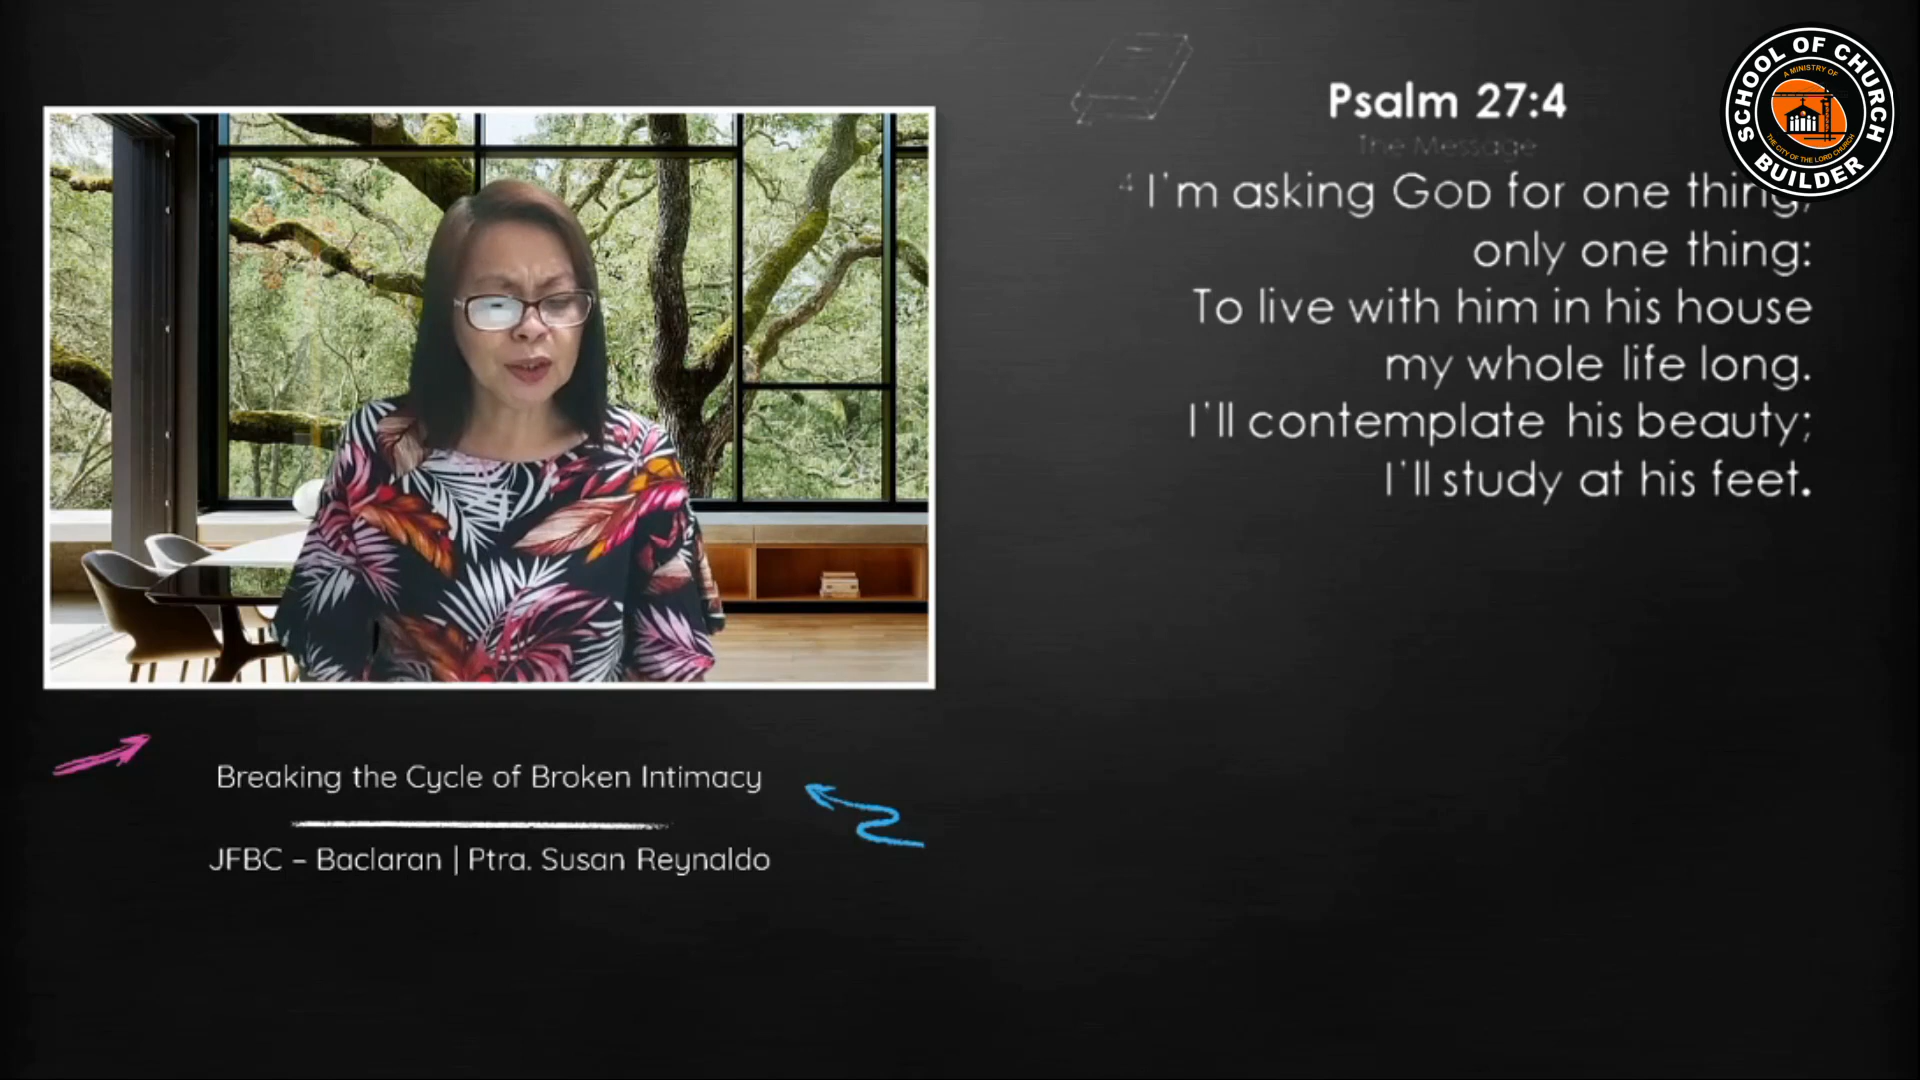 Psalm 27:4
The Message
4 I'm asking GOD for one thing,
only one thing:
To live with him in his house
my whole life long.
I'll contemplate his beauty;
I'll study at his feet.
SCHOOL OF CHURCH
A MINISTRY OF
THE CITY OF THE LORD CHURCH
BUILDER
Breaking the Cycle of Broken Intimacy
JFBC – Baclaran | Ptra. Susan Reynaldo